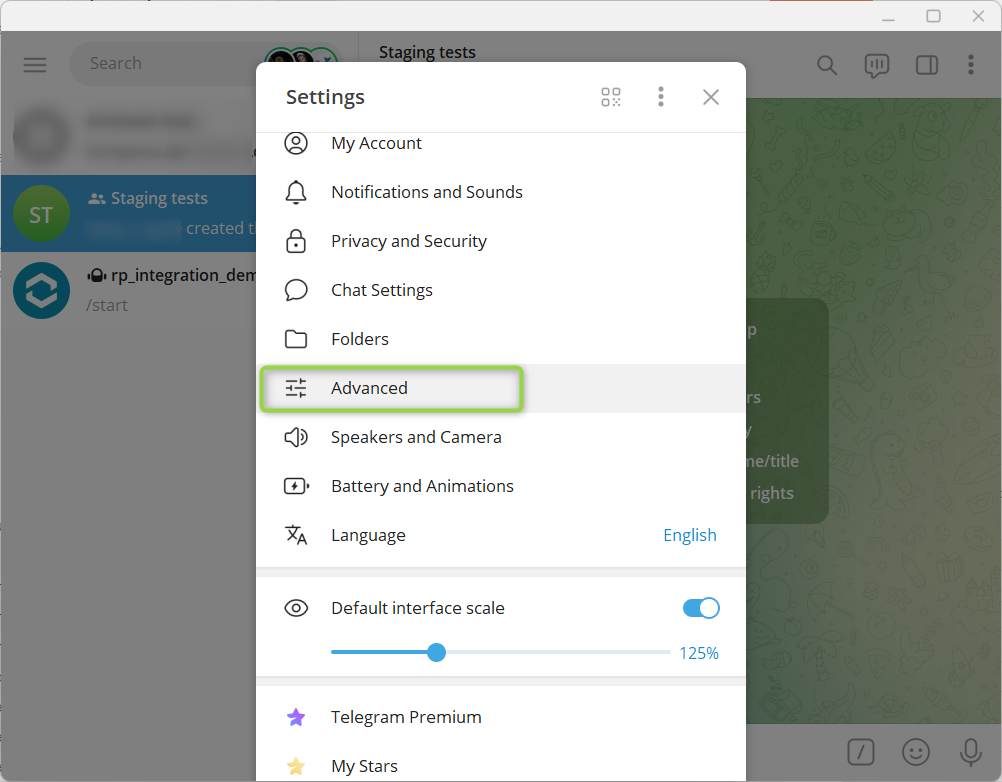 Search
Staging tests
Settings
My Account
Notifications and Sounds
Privacy and Security
Chat Settings
Folders
Advanced
Speakers and Camera
Battery and Animations
Language
English
Default interface scale
125%
Telegram Premium
My Stars
ST
Staging tests
created t
rp_integration_dem
/start
p
rs
y
me/title
rights